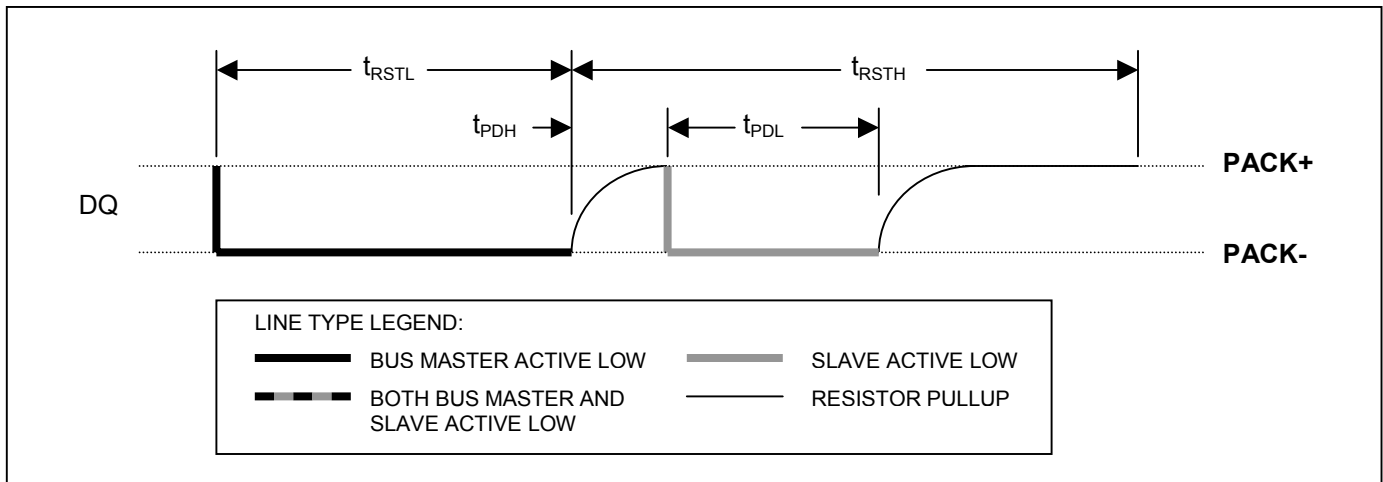 tRSTL
tRSTH
tPDH
tPDL
PACK+
DQ
PACK-
LINE TYPE LEGEND:
BUS MASTER ACTIVE LOW
SLAVE ACTIVE LOW
BOTH BUS MASTER AND
SLAVE ACTIVE LOW
RESISTOR PULLUP